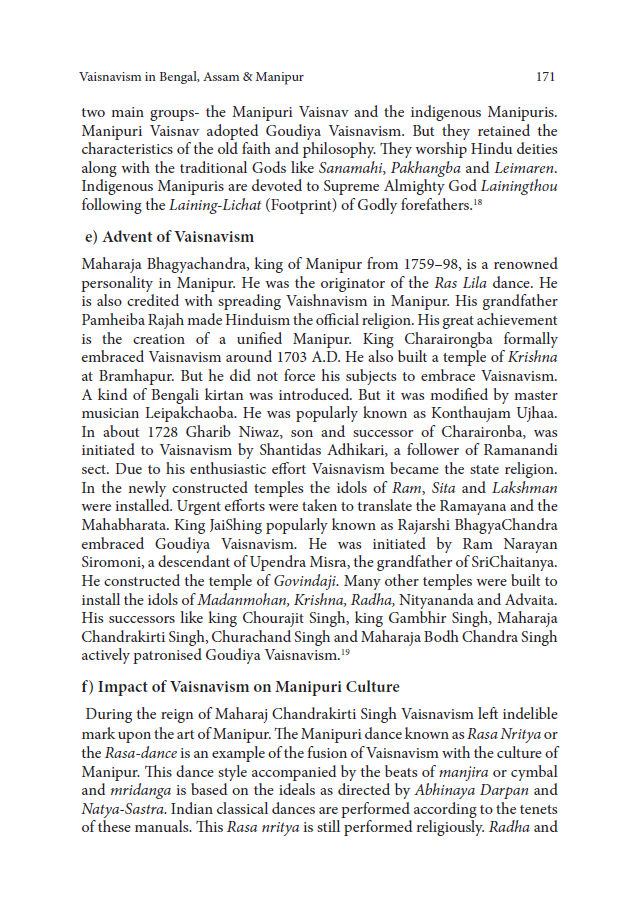 Vaisnavism in Bengal, Assam & Manipur 171
two main groups- the Manipuri Vaisnav and the indigenous Manipuris.
Manipuri Vaisnav adopted Goudiya Vaisnavism. But they retained the
characteristics of the old faith and philosophy. They worship Hindu deities
along with the traditional Gods like Sanamahi, Pakhangba and Leimaren.
Indigenous Manipuris are devoted to Supreme Almighty God Lainingthou
following the Laining-Lichat (Footprint) of Godly forefathers.18
e) Advent of Vaisnavism
Maharaja Bhagyachandra, king of Manipur from 1759–98, is a renowned
personality in Manipur. He was the originator of the Ras Lila dance. He
is also credited with spreading Vaishnavism in Manipur. His grandfather
Pamheiba Rajah made Hinduism the official religion. His great achievement
is the creation of a unified Manipur. King Charairongba formally
embraced Vaisnavism around 1703 A.D. He also built a temple of Krishna
at Bramhapur. But he did not force his subjects to embrace Vaisnavism.
A kind of Bengali kirtan was introduced. But it was modified by master
musician Leipakchaoba. He was popularly known as Konthaujam Ujhaa.
In about 1728 Gharib Niwaz, son and successor of Charaironba, was
initiated to Vaisnavism by Shantidas Adhikari, a follower of Ramanandi
sect. Due to his enthusiastic effort Vaisnavism became the state religion.
In the newly constructed temples the idols of Ram, Sita and Lakshman
were installed. Urgent efforts were taken to translate the Ramayana and the
Mahabharata. King JaiShing popularly known as Rajarshi BhagyaChandra
embraced Goudiya Vaisnavism. He was initiated by Ram Narayan
Siromoni, a descendant of Upendra Misra, the grandfather of SriChaitanya.
He constructed the temple of Govindaji. Many other temples were built to
install the idols of Madanmohan, Krishna, Radha, Nityananda and Advaita.
His successors like king Chourajit Singh, king Gambhir Singh, Maharaja
Chandrakirti Singh, Churachand Singh and Maharaja Bodh Chandra Singh
actively patronised Goudiya Vaisnavism.19
f) Impact of Vaisnavism on Manipuri Culture
During the reign of Maharaj Chandrakirti Singh Vaisnavism left indelible
mark upon the art of Manipur. The Manipuri dance known as Rasa Nritya or
the Rasa-dance is an example of the fusion of Vaisnavism with the culture of
Manipur. This dance style accompanied by the beats of manjira or cymbal
and mridanga is based on the ideals as directed by Abhinaya Darpan and
Natya-Sastra. Indian classical dances are performed according to the tenets
of these manuals. This Rasa nritya is still performed religiously. Radha and